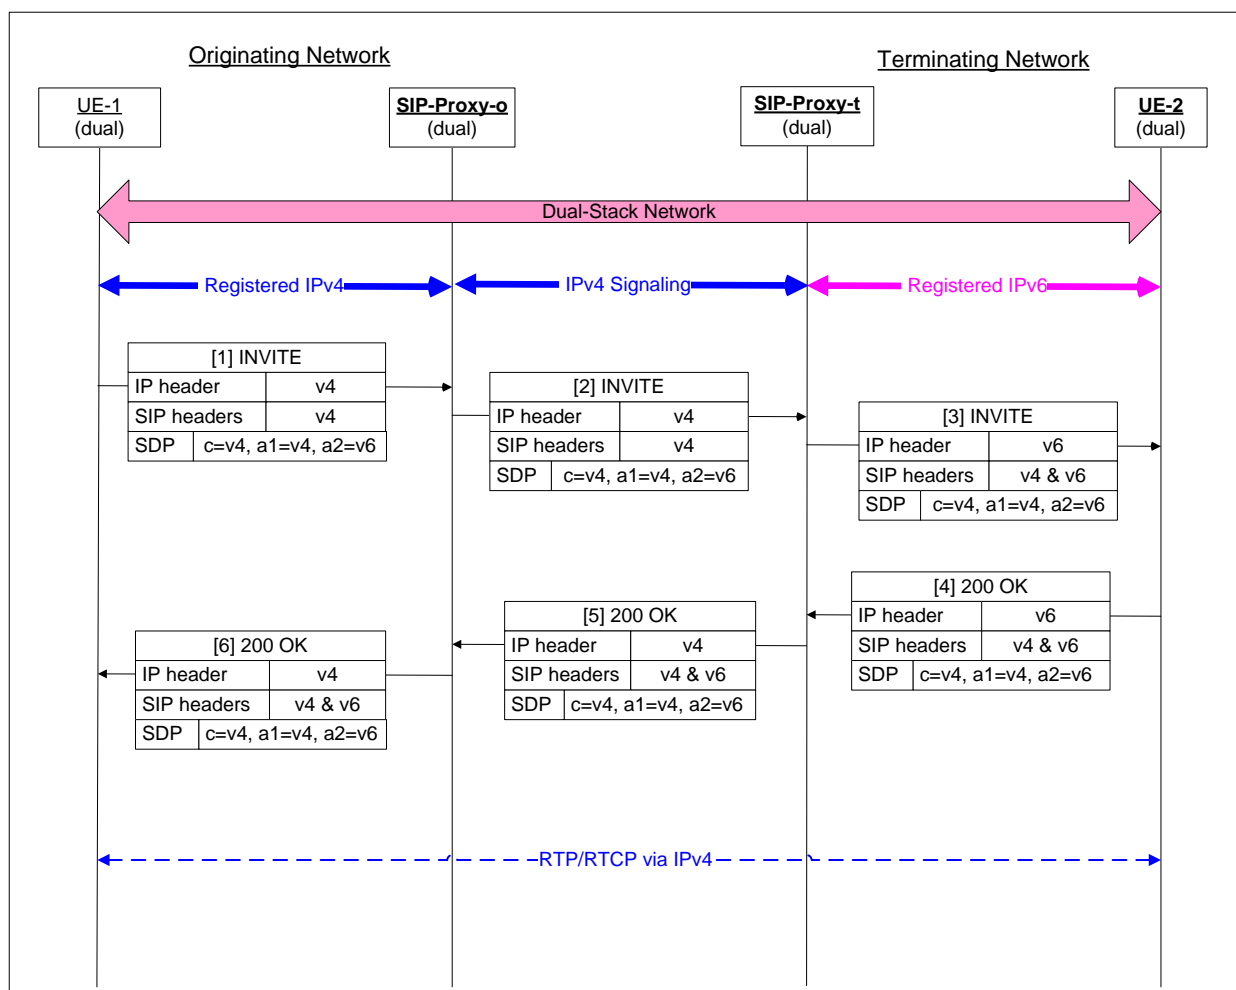 Originating Network
Terminating Network
UE-1
(dual)
SIP-Proxy-o
(dual)
SIP-Proxy-t
(dual)
UE-2
(dual)
Dual-Stack Network
Registered IPv4
IPv4 Signaling
Registered IPv6
[1] INVITE
IP header v4
SIP headers v4
SDP c=v4, a1=v4, a2=v6
[2] INVITE
IP header v4
SIP headers v4
SDP c=v4, a1=v4, a2=v6
[3] INVITE
IP header v6
SIP headers v4 & v6
SDP c=v4, a1=v4, a2=v6
[4] 200 OK
IP header v6
SIP headers v4 & v6
SDP c=v4, a1=v4, a2=v6
[5] 200 OK
IP header v4
SIP headers v4 & v6
SDP c=v4, a1=v4, a2=v6
[6] 200 OK
IP header v4
SIP headers v4 & v6
SDP c=v4, a1=v4, a2=v6
RTP/RTCP via IPv4